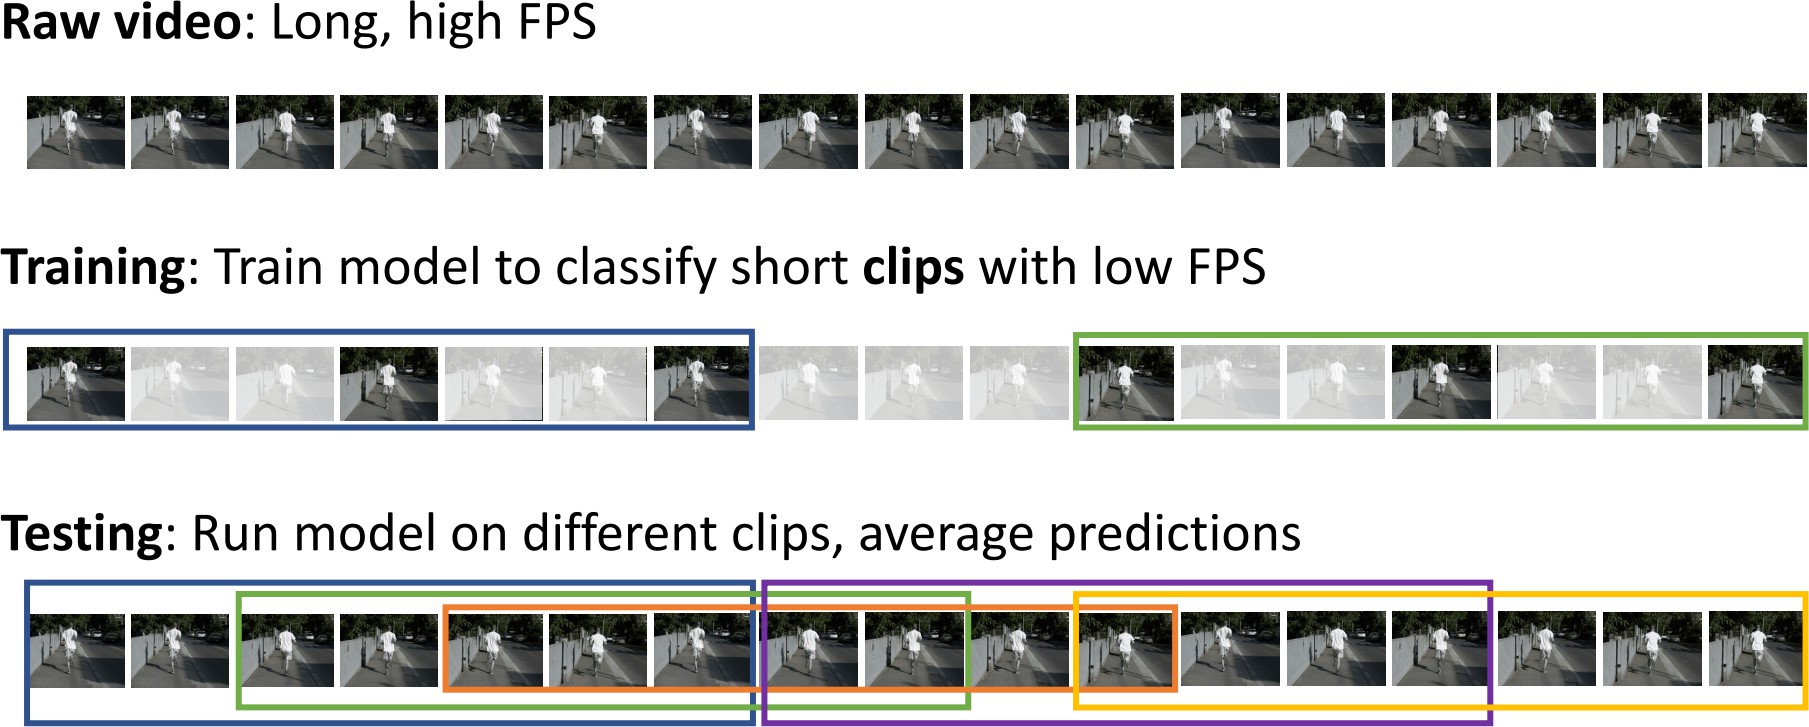 Raw video: Long, high FPS
Training: Train model to classify short clips with low FPS
Testing: Run model on different clips, average predictions